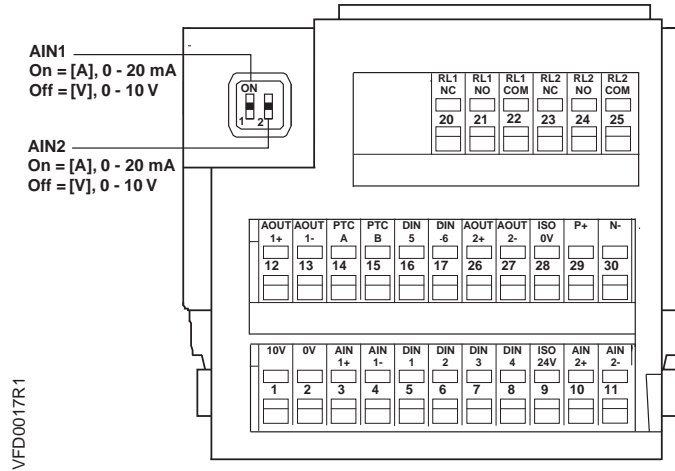 AIN1
On = [A], 0 - 20 mA
Off = [V], 0 - 10 V
ON
1 2
AIN2
On = [A], 0 - 20 mA
Off = [V], 0 - 10 V
RL1 NC RL1 NO RL1 COM RL2 NC RL2 NO RL2 COM
20 21 22 23 24 25
AOUT 1+ AOUT 1- PTC A PTC B DIN 5 DIN -6 AOUT 2+ AOUT 2- ISO 0V P+ N-
12 13 14 15 16 17 26 27 28 29 30
10V 0V AIN 1+ AIN 1- DIN 1 DIN 2 DIN 3 DIN 4 ISO 24V AIN 2+ AIN 2-
1 2 3 4 5 6 7 8 9 10 11
VFD0017R1